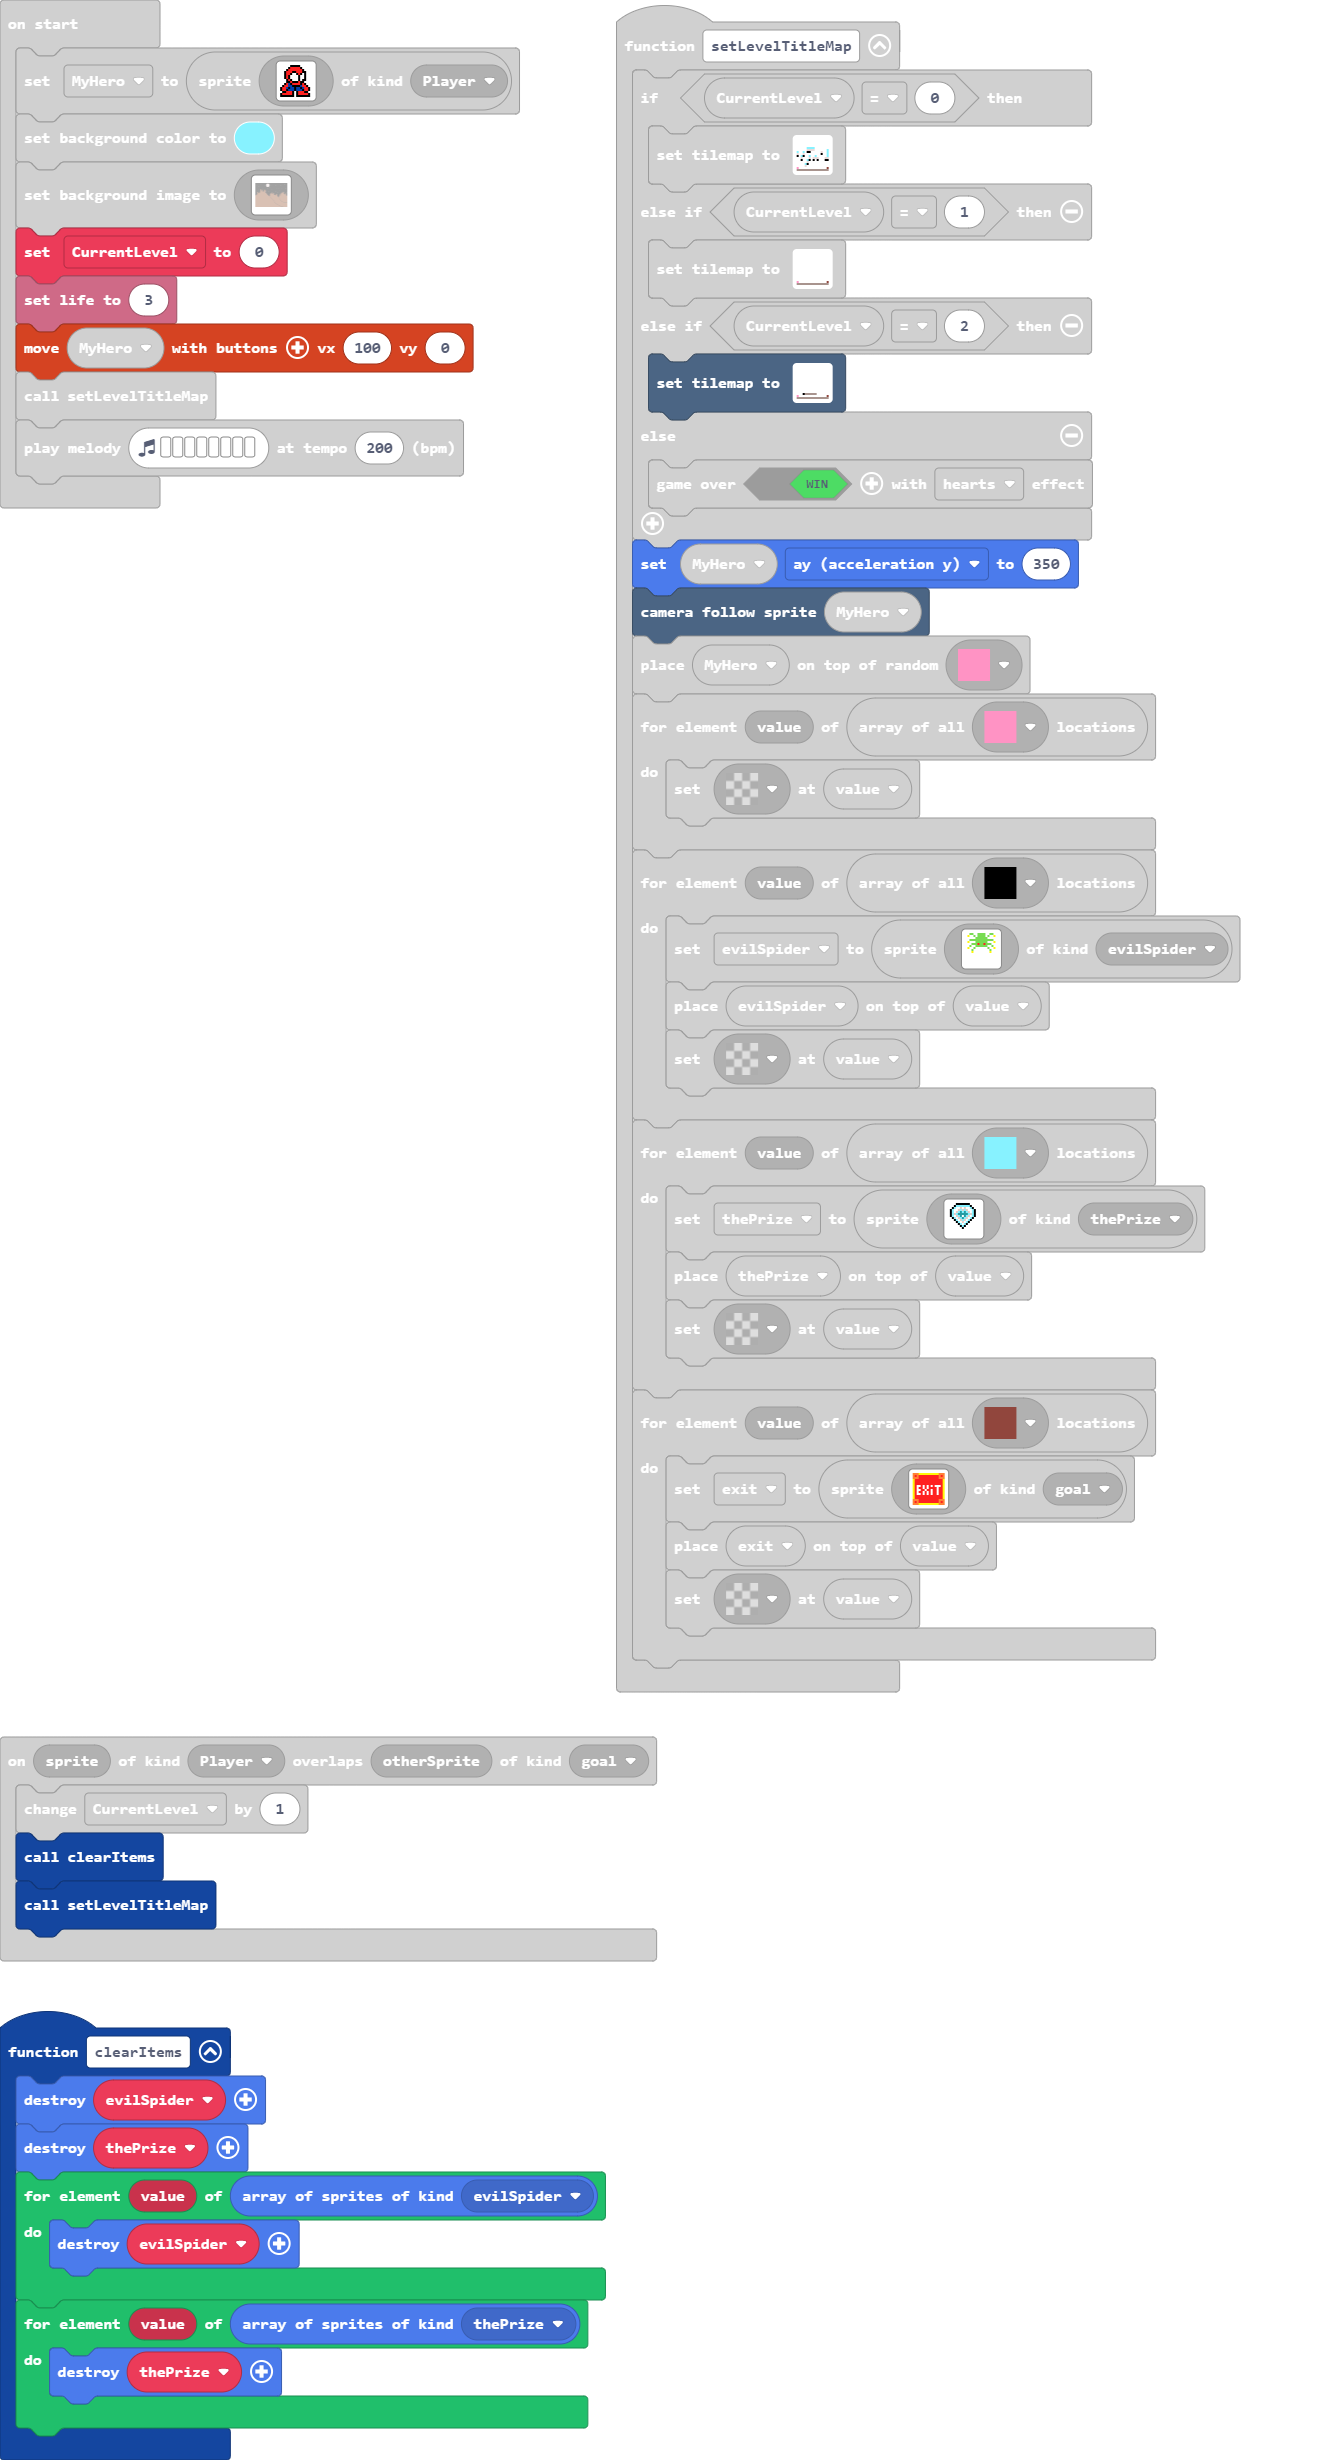 on start
set MyHero to sprite of kind Player
set background color to
set background image to
set CurrentLevel to 0
set life to 3
move MyHero with buttons vx 100 vy 0
call setLevelTitleMap
play melody at tempo 200 (bpm)
function setLevelTitleMap
if CurrentLevel = 0 then
set tilemap to
else if CurrentLevel = 1 then
set tilemap to
else if CurrentLevel = 2 then
set tilemap to
else
game over WIN with hearts effect
set MyHero ay (acceleration y) to 350
camera follow sprite MyHero
place MyHero on top of random
for element value of array of all locations
do set at value
for element value of array of all locations
do set evilSpider to sprite of kind evilSpider
place evilSpider on top of value
set at value
for element value of array of all locations
do set thePrize to sprite of kind thePrize
place thePrize on top of value
set at value
for element value of array of all locations
do set exit to sprite EXiT of kind goal
place exit on top of value
set at value
on sprite of kind Player overlaps otherSprite of kind goal
change CurrentLevel by 1
call clearItems
call setLevelTitleMap
function clearItems
destroy evilSpider
destroy thePrize
for element value of array of sprites of kind evilSpider
do destroy evilSpider
for element value of array of sprites of kind thePrize
do destroy thePrize